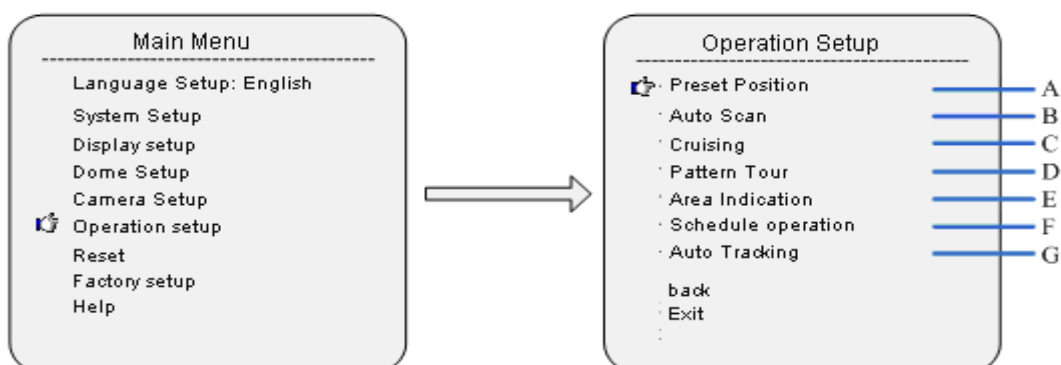 Main Menu
Language Setup: English
System Setup
Display setup
Dome Setup
Camera Setup
Operation setup
Reset
Factory setup
Help
Operation Setup
Preset Position
Auto Scan
Cruising
Pattern Tour
Area Indication
Schedule operation
Auto Tracking
back
Exit
A
B
C
D
E
F
G